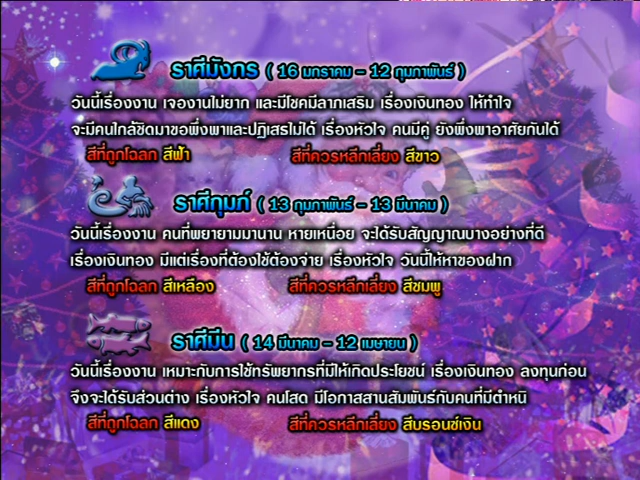 ราศีมังกร ( 16 มกราคม - 12 กุมภาพันธ์ )
วันนี้เรื่องงาน เจองานไม่ยาก และมีโชคมีลาภเสริม เรื่องเงินทอง ให้ทำใจ
จะมีคนใกล้ชิดมาขอพึ่งพาและปฏิเสธไม่ได้ เรื่องหัวใจ คนมีคู่ ยังพึ่งพาอาศัยกันได้
สีที่ถูกโฉลก สีฟ้า สีที่ควรหลีกเลี่ยง สีขาว
ราศีกุมภ์ ( 13 กุมภาพันธ์ - 13 มีนาคม )
วันนี้เรื่องงาน คนที่พยายามมานาน หายเหนื่อย จะได้รับสัญญาณบางอย่างที่ดี
เรื่องเงินทอง มีแต่เรื่องที่ต้องใช้ต้องจ่าย เรื่องหัวใจ วันนี้ให้หาของฝาก
สีที่ถูกโฉลก สีเหลือง สีที่ควรหลีกเลี่ยง สีชมพู
ราศีมีน ( 14 มีนาคม - 12 เมษายน )
วันนี้เรื่องงาน เหมาะกับการใช้ทรัพยากรที่มีให้เกิดประโยชน์ เรื่องเงินทอง ลงทุนก่อน
จึงจะได้รับส่วนต่าง เรื่องหัวใจ คนโสด มีโอกาสสานสัมพันธ์กับคนที่มีตำหนิ
สีที่ถูกโฉลก สีแดง สีที่ควรหลีกเลี่ยง สีบรอนซ์เงิน